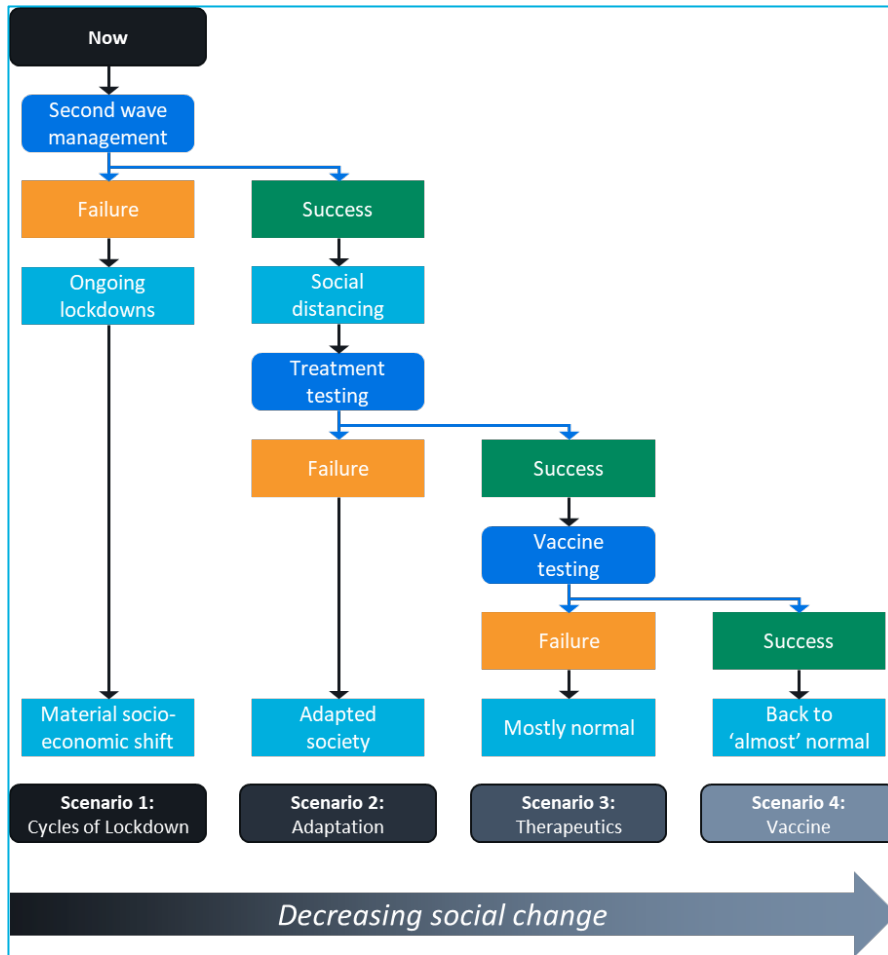 Now
Second wave
management
Failure
Success
Ongoing
lockdowns
Social
distancing
Treatment
testing
Failure
Success
Vaccine
testing
Failure
Success
Material socio-
economic shift
Adapted
society
Mostly normal
Back to
‘almost’ normal
Scenario 1:
Cycles of Lockdown
Scenario 2:
Adaptation
Scenario 3:
Therapeutics
Scenario 4:
Vaccine
Decreasing social change